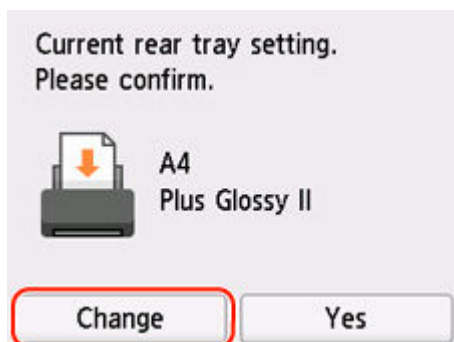 Current rear tray setting.
Please confirm.
A4
Plus Glossy II
Change
Yes